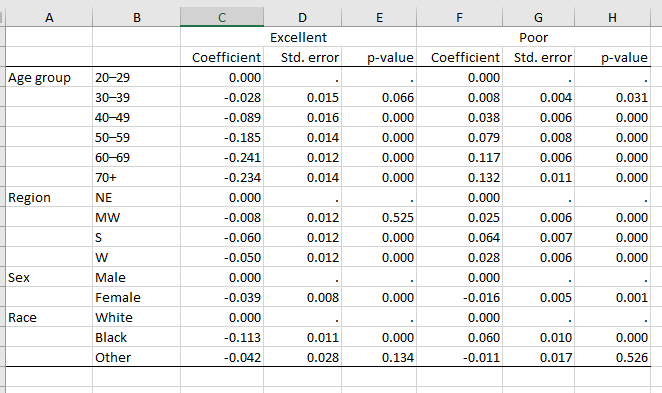 A B C D E F G H
Excellent Poor
Coefficient Std. error p-value Coefficient Std. error p-value
Age group 20–29 0.000 . . 0.000 . .
30–39 -0.028 0.015 0.066 0.008 0.004 0.031
40–49 -0.089 0.016 0.000 0.038 0.006 0.000
50–59 -0.185 0.014 0.000 0.079 0.008 0.000
60–69 -0.241 0.012 0.000 0.117 0.006 0.000
70+ -0.234 0.014 0.000 0.132 0.011 0.000
Region NE 0.000 . . 0.000 . .
MW -0.008 0.012 0.525 0.025 0.006 0.000
S -0.060 0.012 0.000 0.064 0.007 0.000
W -0.050 0.012 0.000 0.028 0.006 0.000
Sex Male 0.000 . . 0.000 . .
Female -0.039 0.008 0.000 -0.016 0.005 0.001
Race White 0.000 . . 0.000 . .
Black -0.113 0.011 0.000 0.060 0.010 0.000
Other -0.042 0.028 0.134 -0.011 0.017 0.526